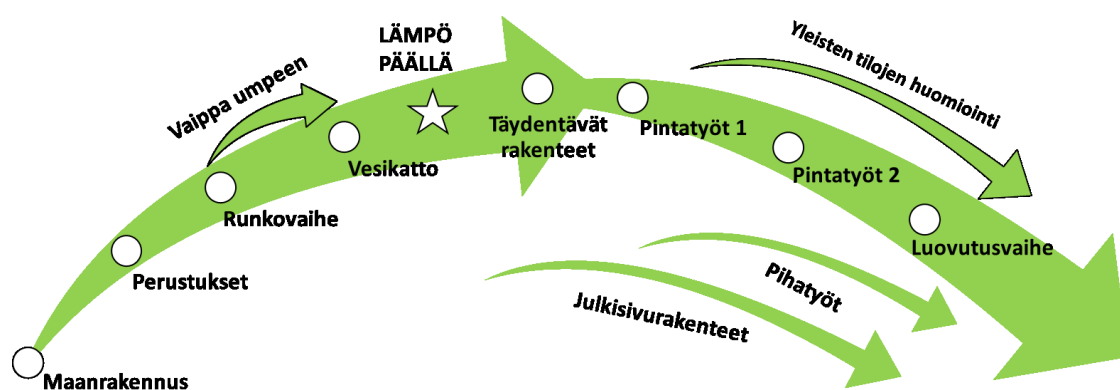 LÄMPÖ
PÄÄLLÄ
Yleisten tilojen huomiointi
Vaippa umpeen
Täydentävät
rakenteet
Pintatyöt 1
Vesikatto
Pintatyöt 2
Runkovaihe
Luovutusvaihe
Perustukset
Pihatyöt
Julkisivurakenteet
Maanrakennus